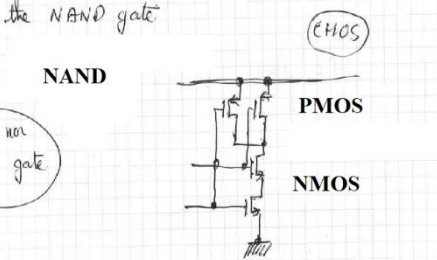 the NAND gate.
CMOS
NAND
PMOS
nor
gate
NMOS